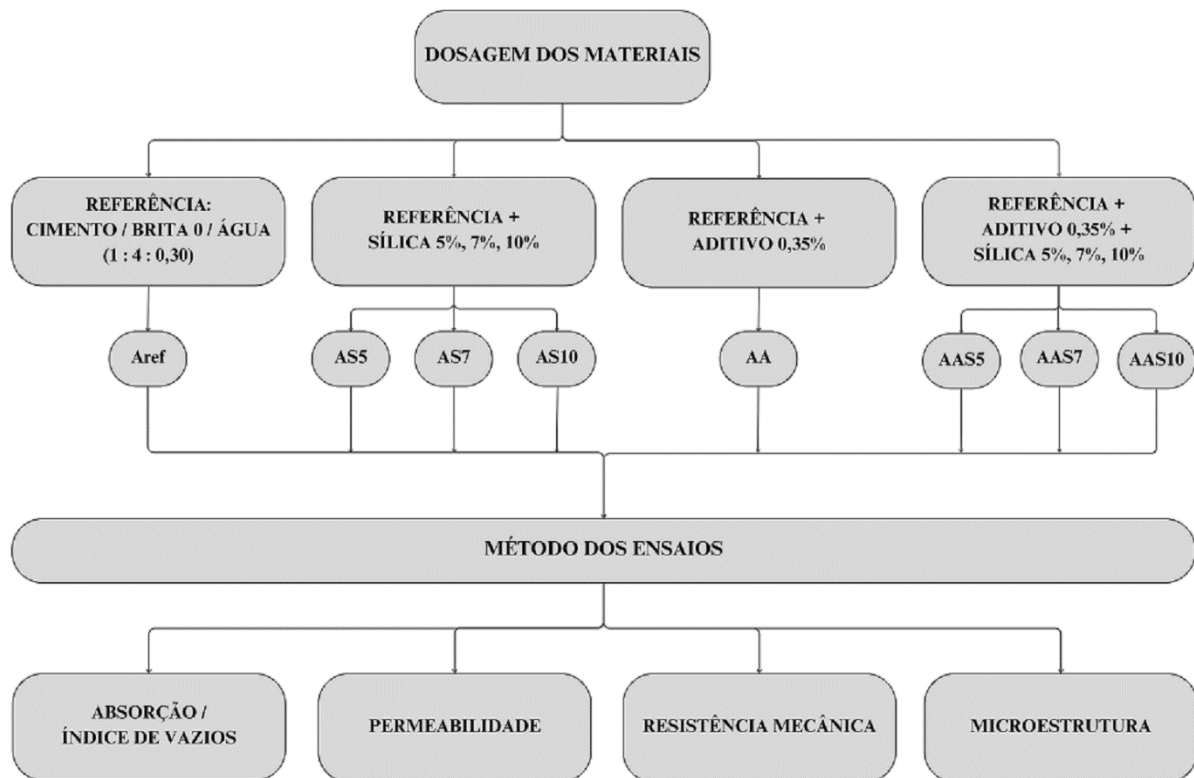 DOSAGEM DOS MATERIAIS
REFERÊNCIA:
CIMENTO / BRITA 0 / ÁGUA
(1 : 4 : 0,30)
REFERÊNCIA +
SÍLICA 5%, 7%, 10%
REFERÊNCIA +
ADITIVO 0,35%
REFERÊNCIA +
ADITIVO 0,35% +
SÍLICA 5%, 7%, 10%
Aref
AS5
AS7
AS10
AA
AAS5
AAS7
AAS10
MÉTODO DOS ENSAIOS
ABSORÇÃO /
ÍNDICE DE VAZIOS
PERMEABILIDADE
RESISTÊNCIA MECÂNICA
MICROESTRUTURA